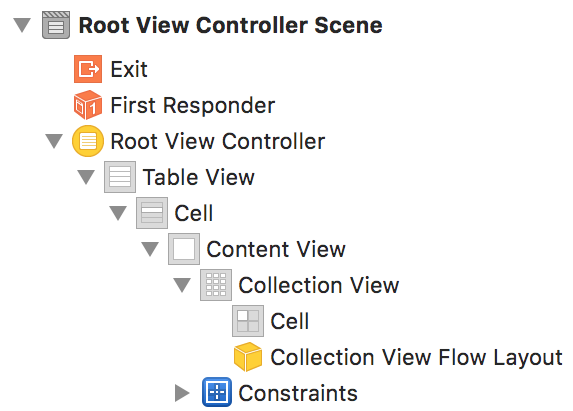 Root View Controller Scene
Exit
First Responder
Root View Controller
Table View
Cell
Content View
Collection View
Cell
Collection View Flow Layout
Constraints